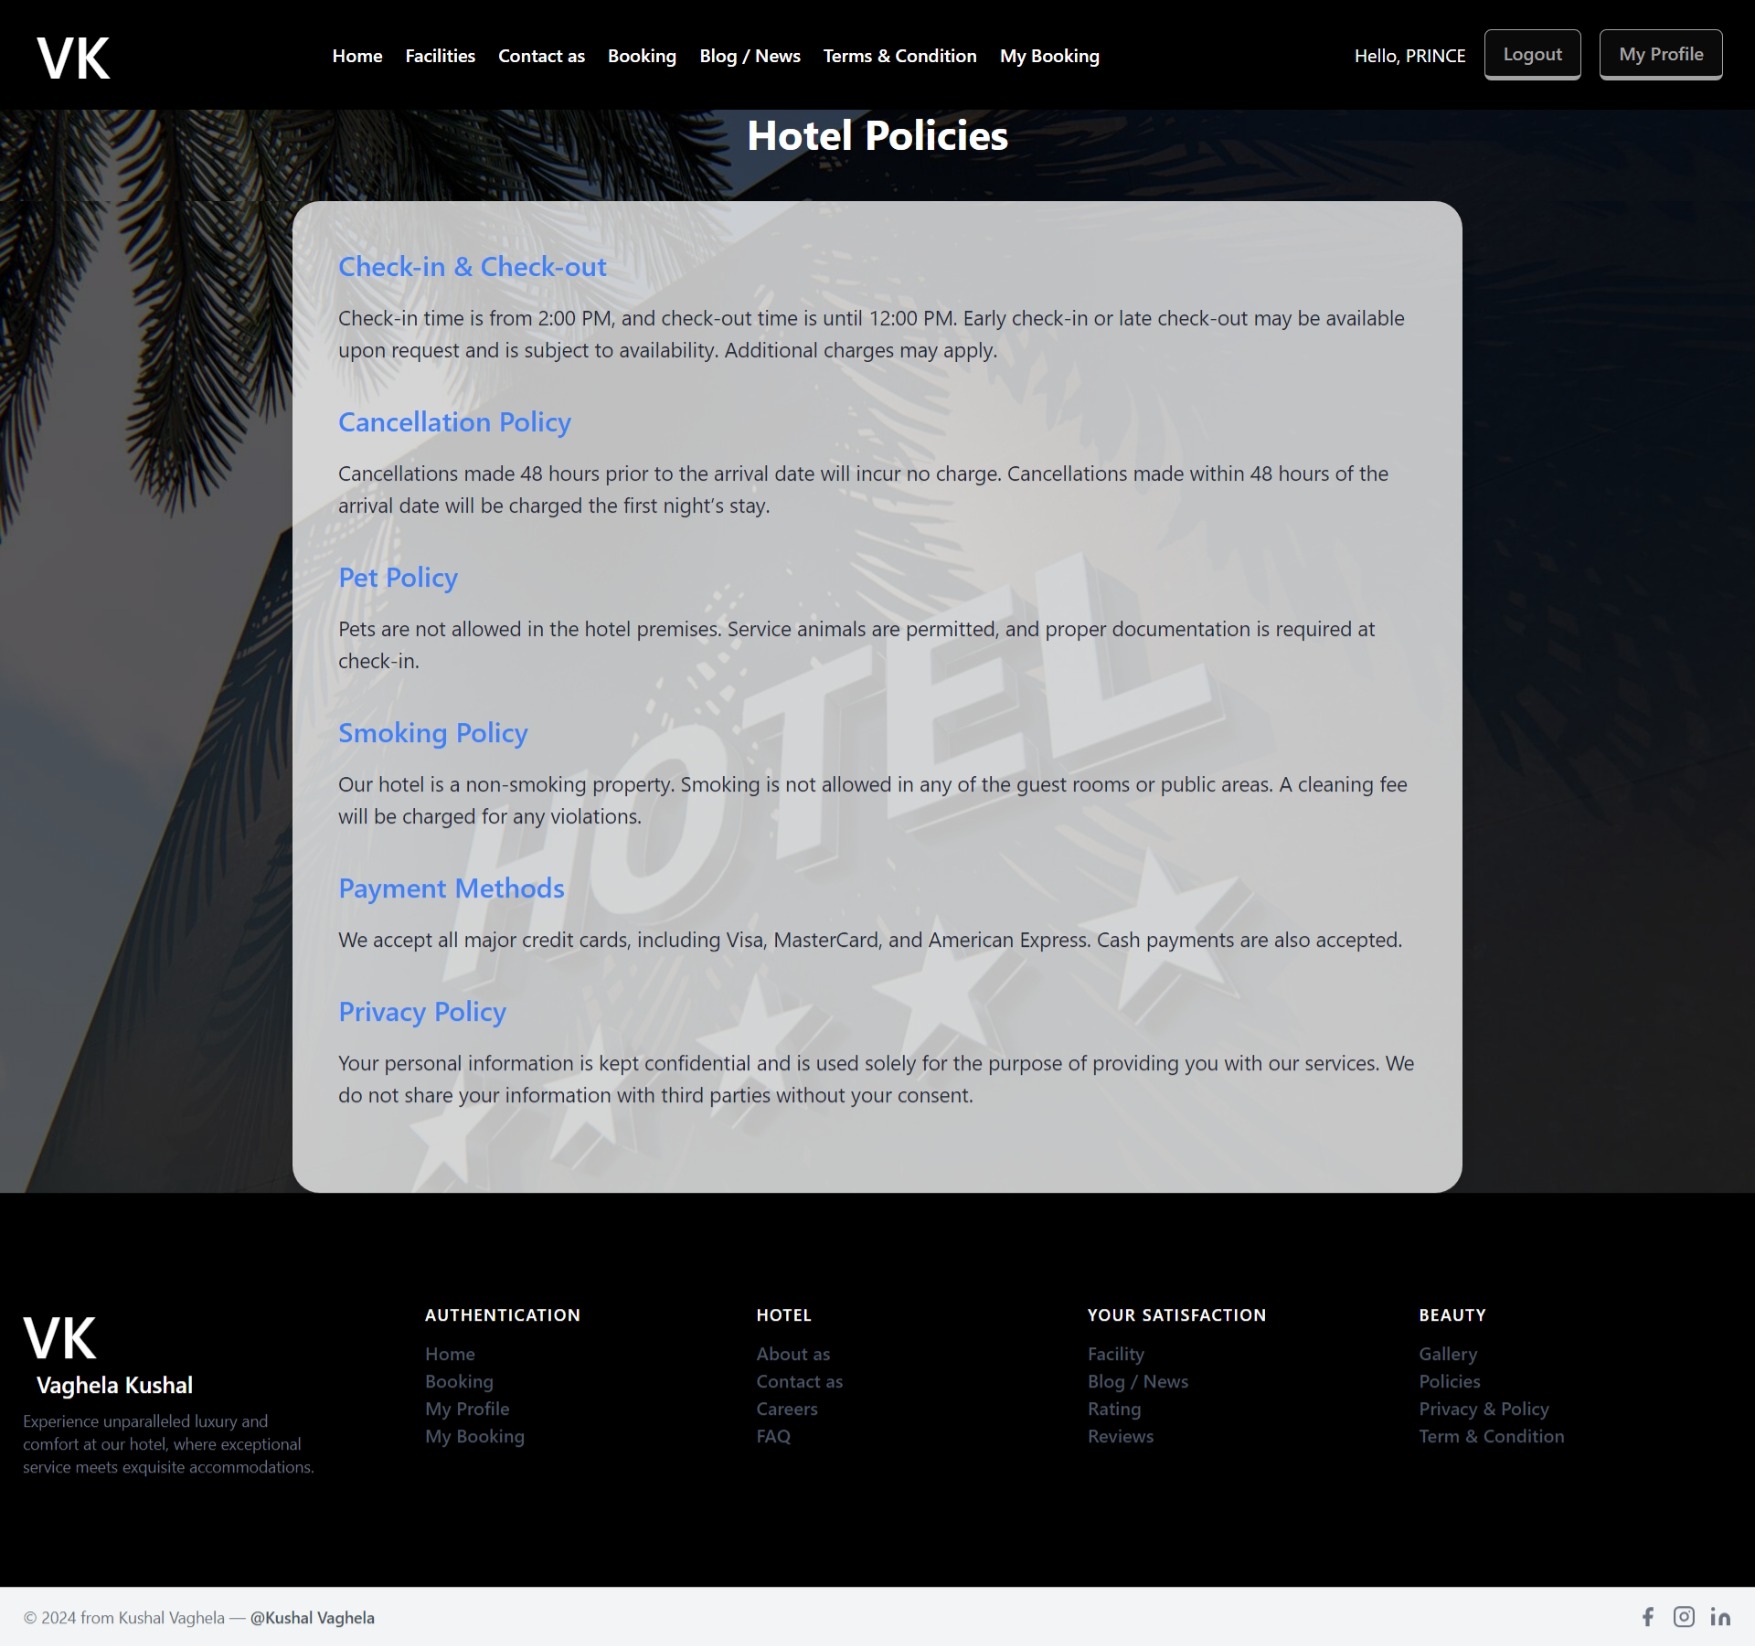 VK
Home Facilities Contact as Booking Blog / News Terms & Condition My Booking
Hello, PRINCE Logout My Profile
Hotel Policies
Check-in & Check-out
Check-in time is from 2:00 PM, and check-out time is until 12:00 PM. Early check-in or late check-out may be available
upon request and is subject to availability. Additional charges may apply.
Cancellation Policy
Cancellations made 48 hours prior to the arrival date will incur no charge. Cancellations made within 48 hours of the
arrival date will be charged the first night’s stay.
Pet Policy
Pets are not allowed in the hotel premises. Service animals are permitted, and proper documentation is required at
check-in.
Smoking Policy
Our hotel is a non-smoking property. Smoking is not allowed in any of the guest rooms or public areas. A cleaning fee
will be charged for any violations.
Payment Methods
We accept all major credit cards, including Visa, MasterCard, and American Express. Cash payments are also accepted.
Privacy Policy
Your personal information is kept confidential and is used solely for the purpose of providing you with our services. We
do not share your information with third parties without your consent.
HOTEL
VK
Vaghela Kushal
Experience unparalleled luxury and
comfort at our hotel, where exceptional
service meets exquisite accommodations.
AUTHENTICATION
Home
Booking
My Profile
My Booking
HOTEL
About as
Contact as
Careers
FAQ
YOUR SATISFACTION
Facility
Blog / News
Rating
Reviews
BEAUTY
Gallery
Policies
Privacy & Policy
Term & Condition
© 2024 from Kushal Vaghela — @Kushal Vaghela